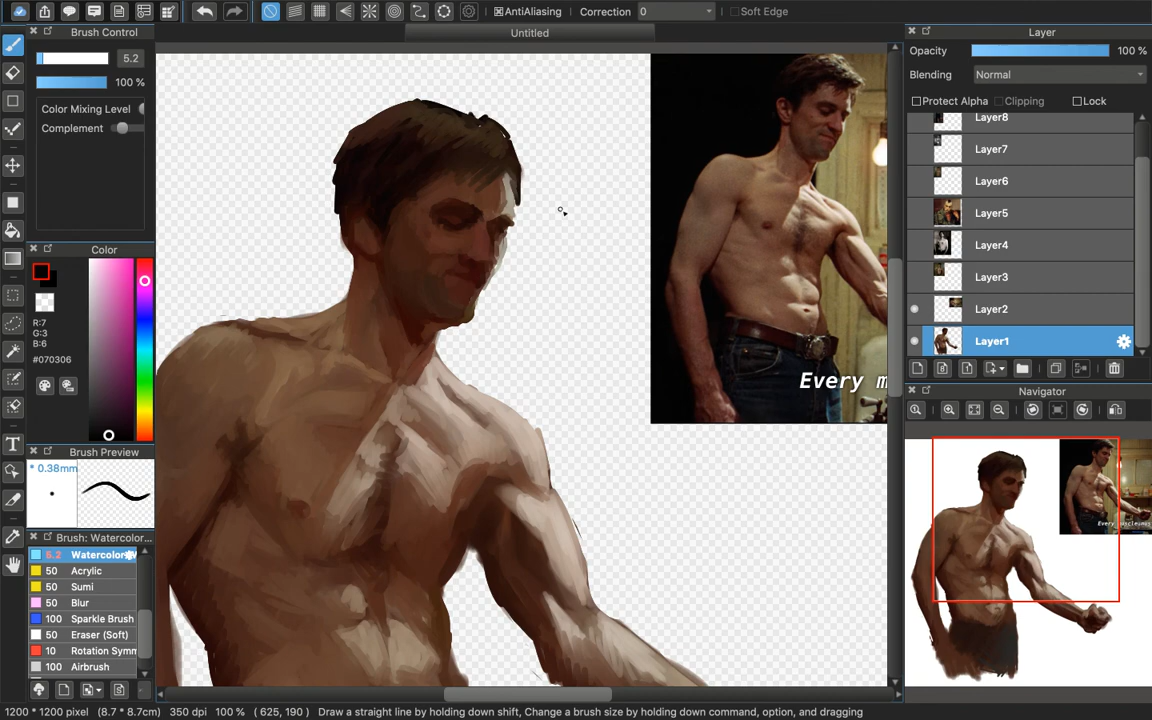 AntiAliasing
Correction
0
Soft Edge
Brush Control
Untitled
Layer
5.2
100 %
Color Mixing Level
Complement
Opacity
100 %
Blending
Normal
Protect Alpha
Clipping
Lock
Layer8
Layer7
Layer6
Layer5
Layer4
Layer3
Layer2
Layer1
Color
R:7
G:3
B:6
#070306
Every m
Navigator
Brush Preview
* 0.38mm
Brush: Watercolor...
5.2 Watercolor
50 Acrylic
50 Sumi
50 Blur
100 Sparkle Brush
50 Eraser (Soft)
10 Rotation Symm
100 Airbrush
1200 * 1200 pixel (8.7 * 8.7cm) 350 dpi 100 % ( 625, 190 ) Draw a straight line by holding down shift, Change a brush size by holding down command, option, and dragging